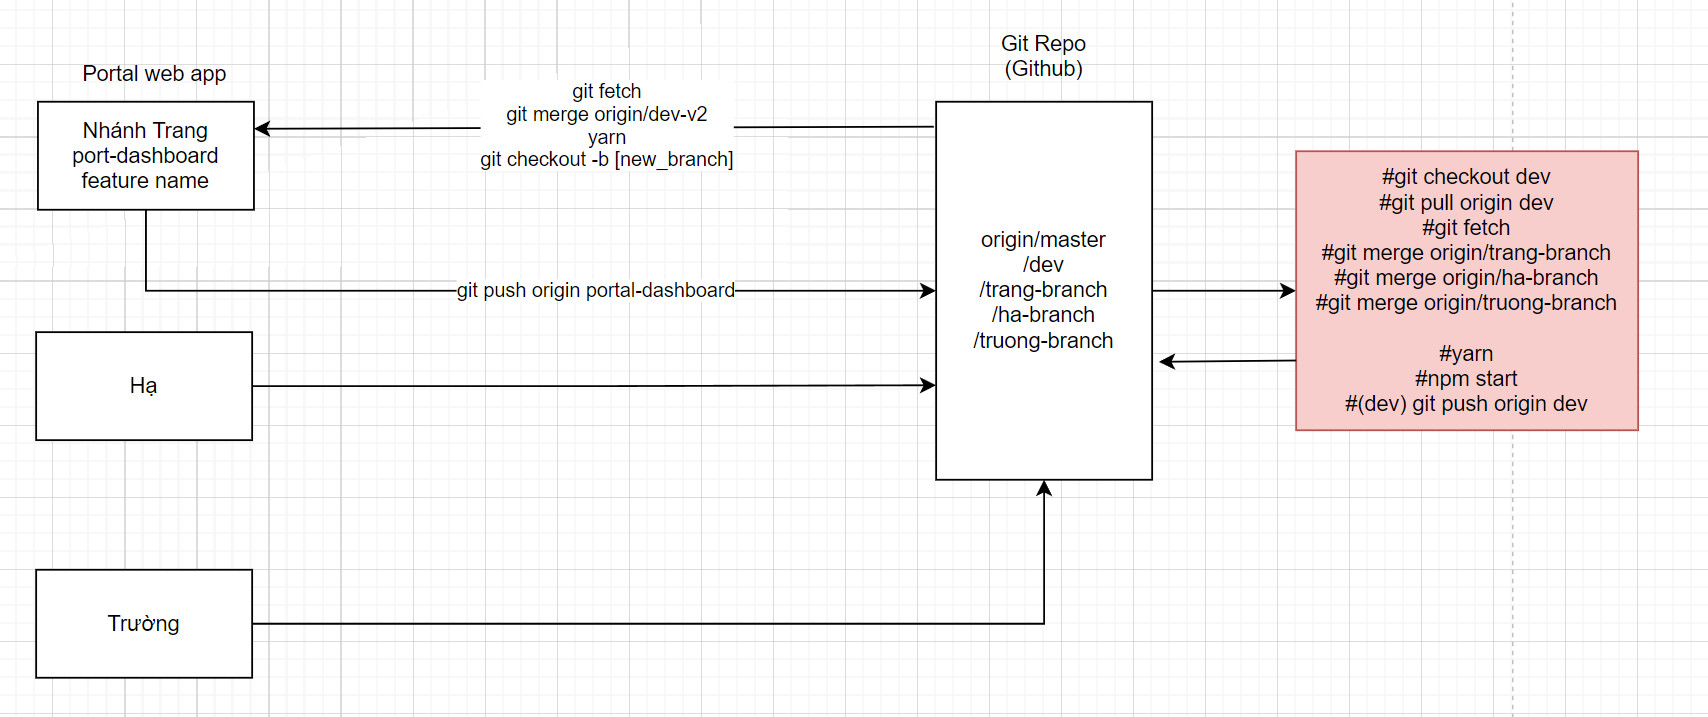 Portal web app
Nhánh Trang
port-dashboard
feature name
git fetch
git merge origin/dev-v2
yarn
git checkout -b [new_branch]
git push origin portal-dashboard
Hạ
Trường
Git Repo
(Github)
origin/master
/dev
/trang-branch
/ha-branch
/truong-branch
#git checkout dev
#git pull origin dev
#git fetch
#git merge origin/trang-branch
#git merge origin/ha-branch
#git merge origin/truong-branch
#yarn
#npm start
#(dev) git push origin dev